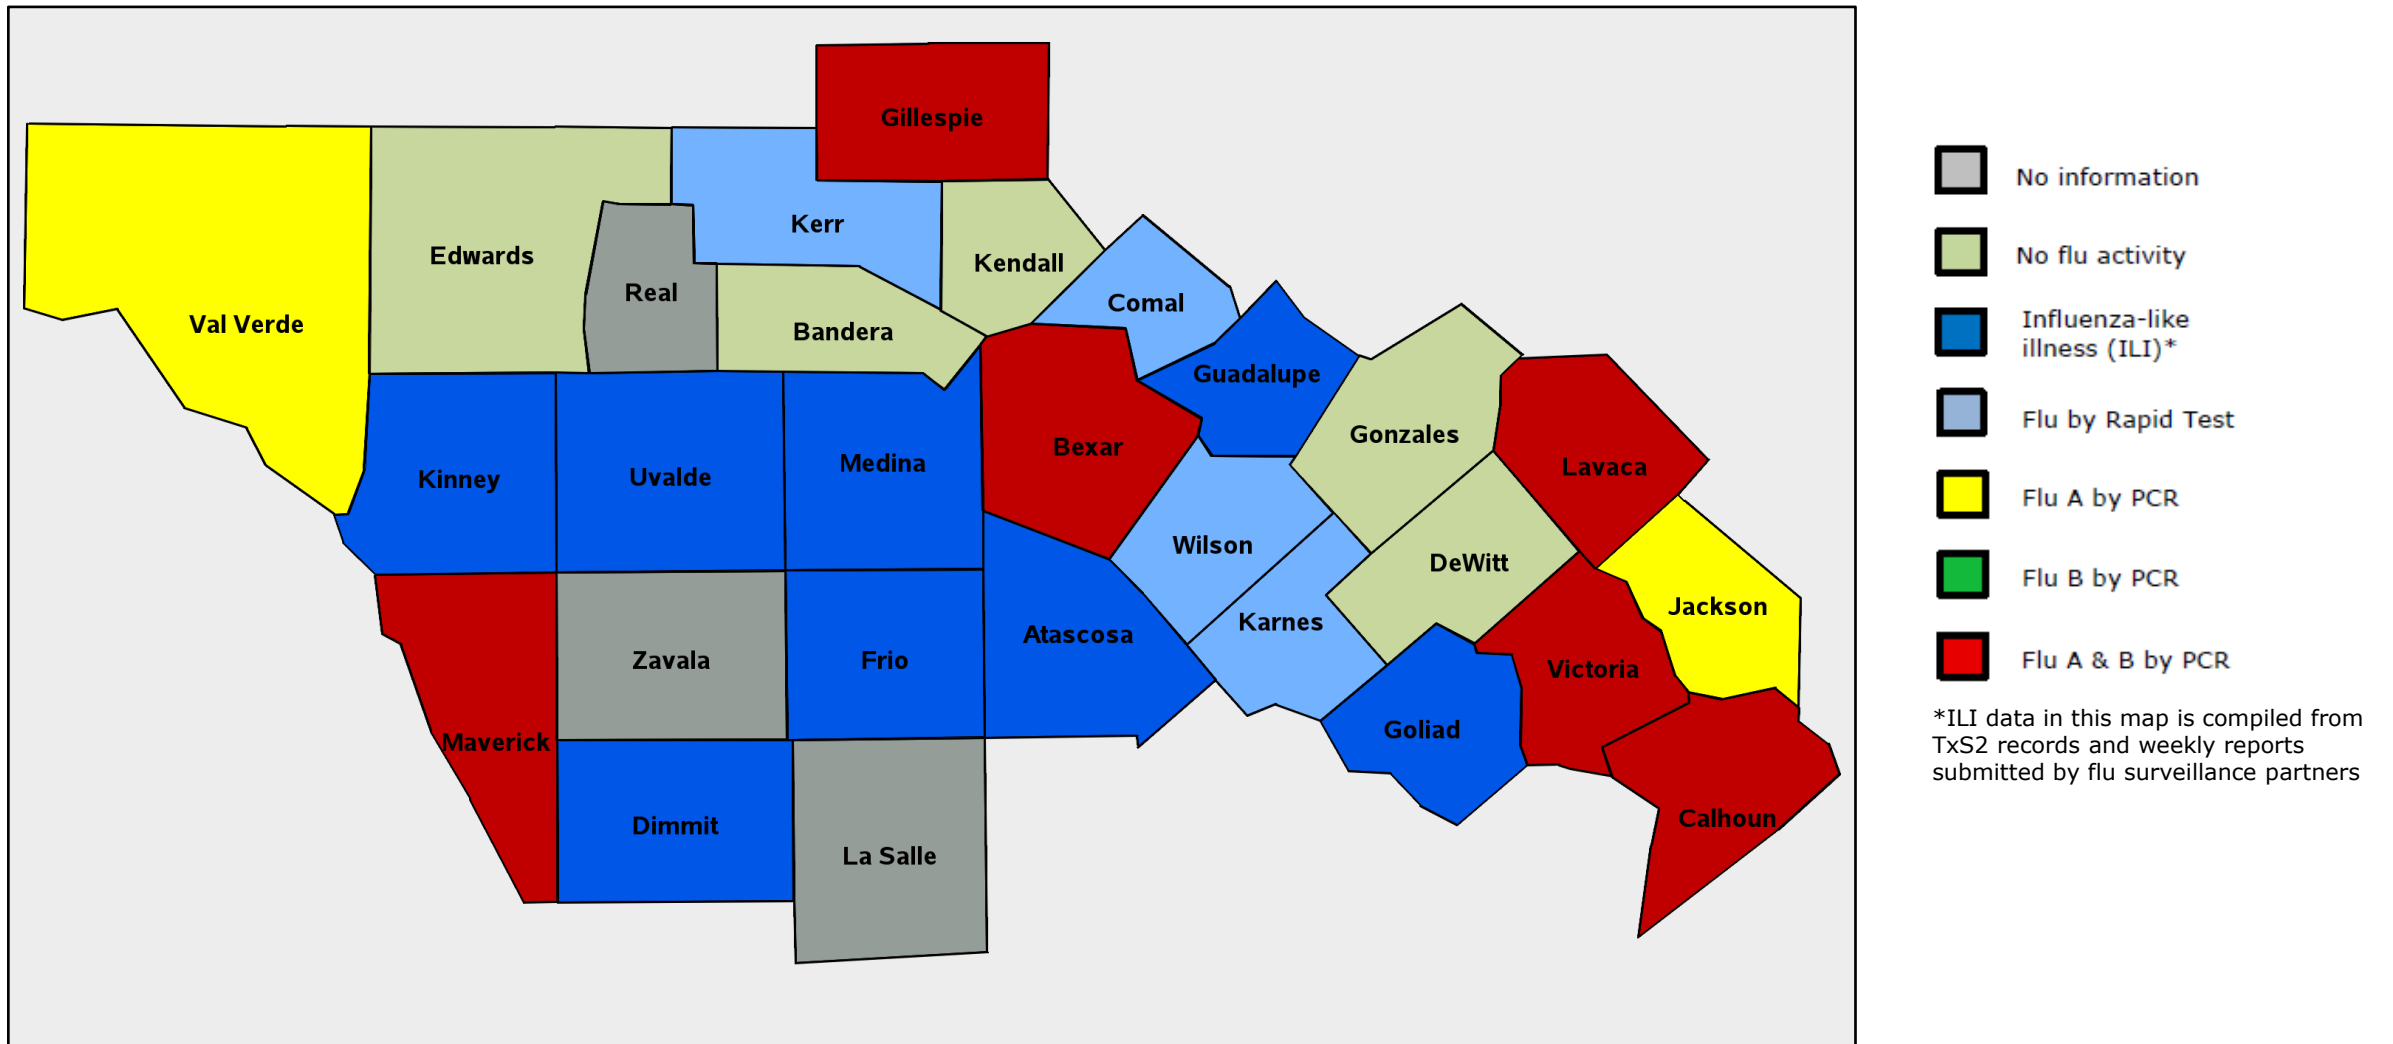 Gillespie
Kerr
Edwards
Kendall
Real
Comal
Val Verde
Bandera
Guadalupe
Gonzales
Bexar
Medina
Lavaca
Uvalde
Kinney
Wilson
DeWitt
Jackson
Karnes
Atascosa
Zavala
Frio
Victoria
Goliad
Maverick
Calhoun
Dimmit
La Salle
No information
No flu activity
Influenza-like
illness (ILI)*
Flu by Rapid Test
Flu A by PCR
Flu B by PCR
Flu A & B by PCR
*ILI data in this map is compiled from
TxS2 records and weekly reports
submitted by flu surveillance partners